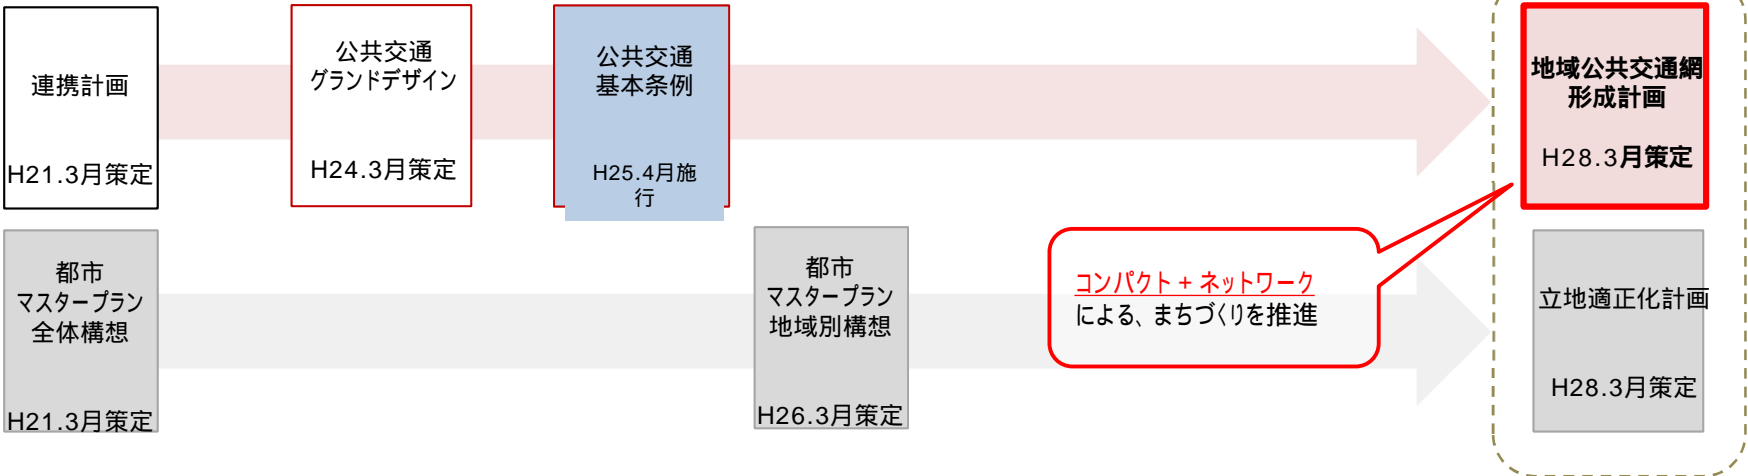 連携計画
H21.3月策定
公共交通
グランドデザイン
H24.3月策定
公共交通
基本条例
H25.4月施
行
地域公共交通網
形成計画
H28.3月策定
都市
マスタープラン
全体構想
H21.3月策定
都市
マスタープラン
地域別構想
H26.3月策定
コンパクト+ネットワーク
による、まちづくりを推進
立地適正化計画
H28.3月策定